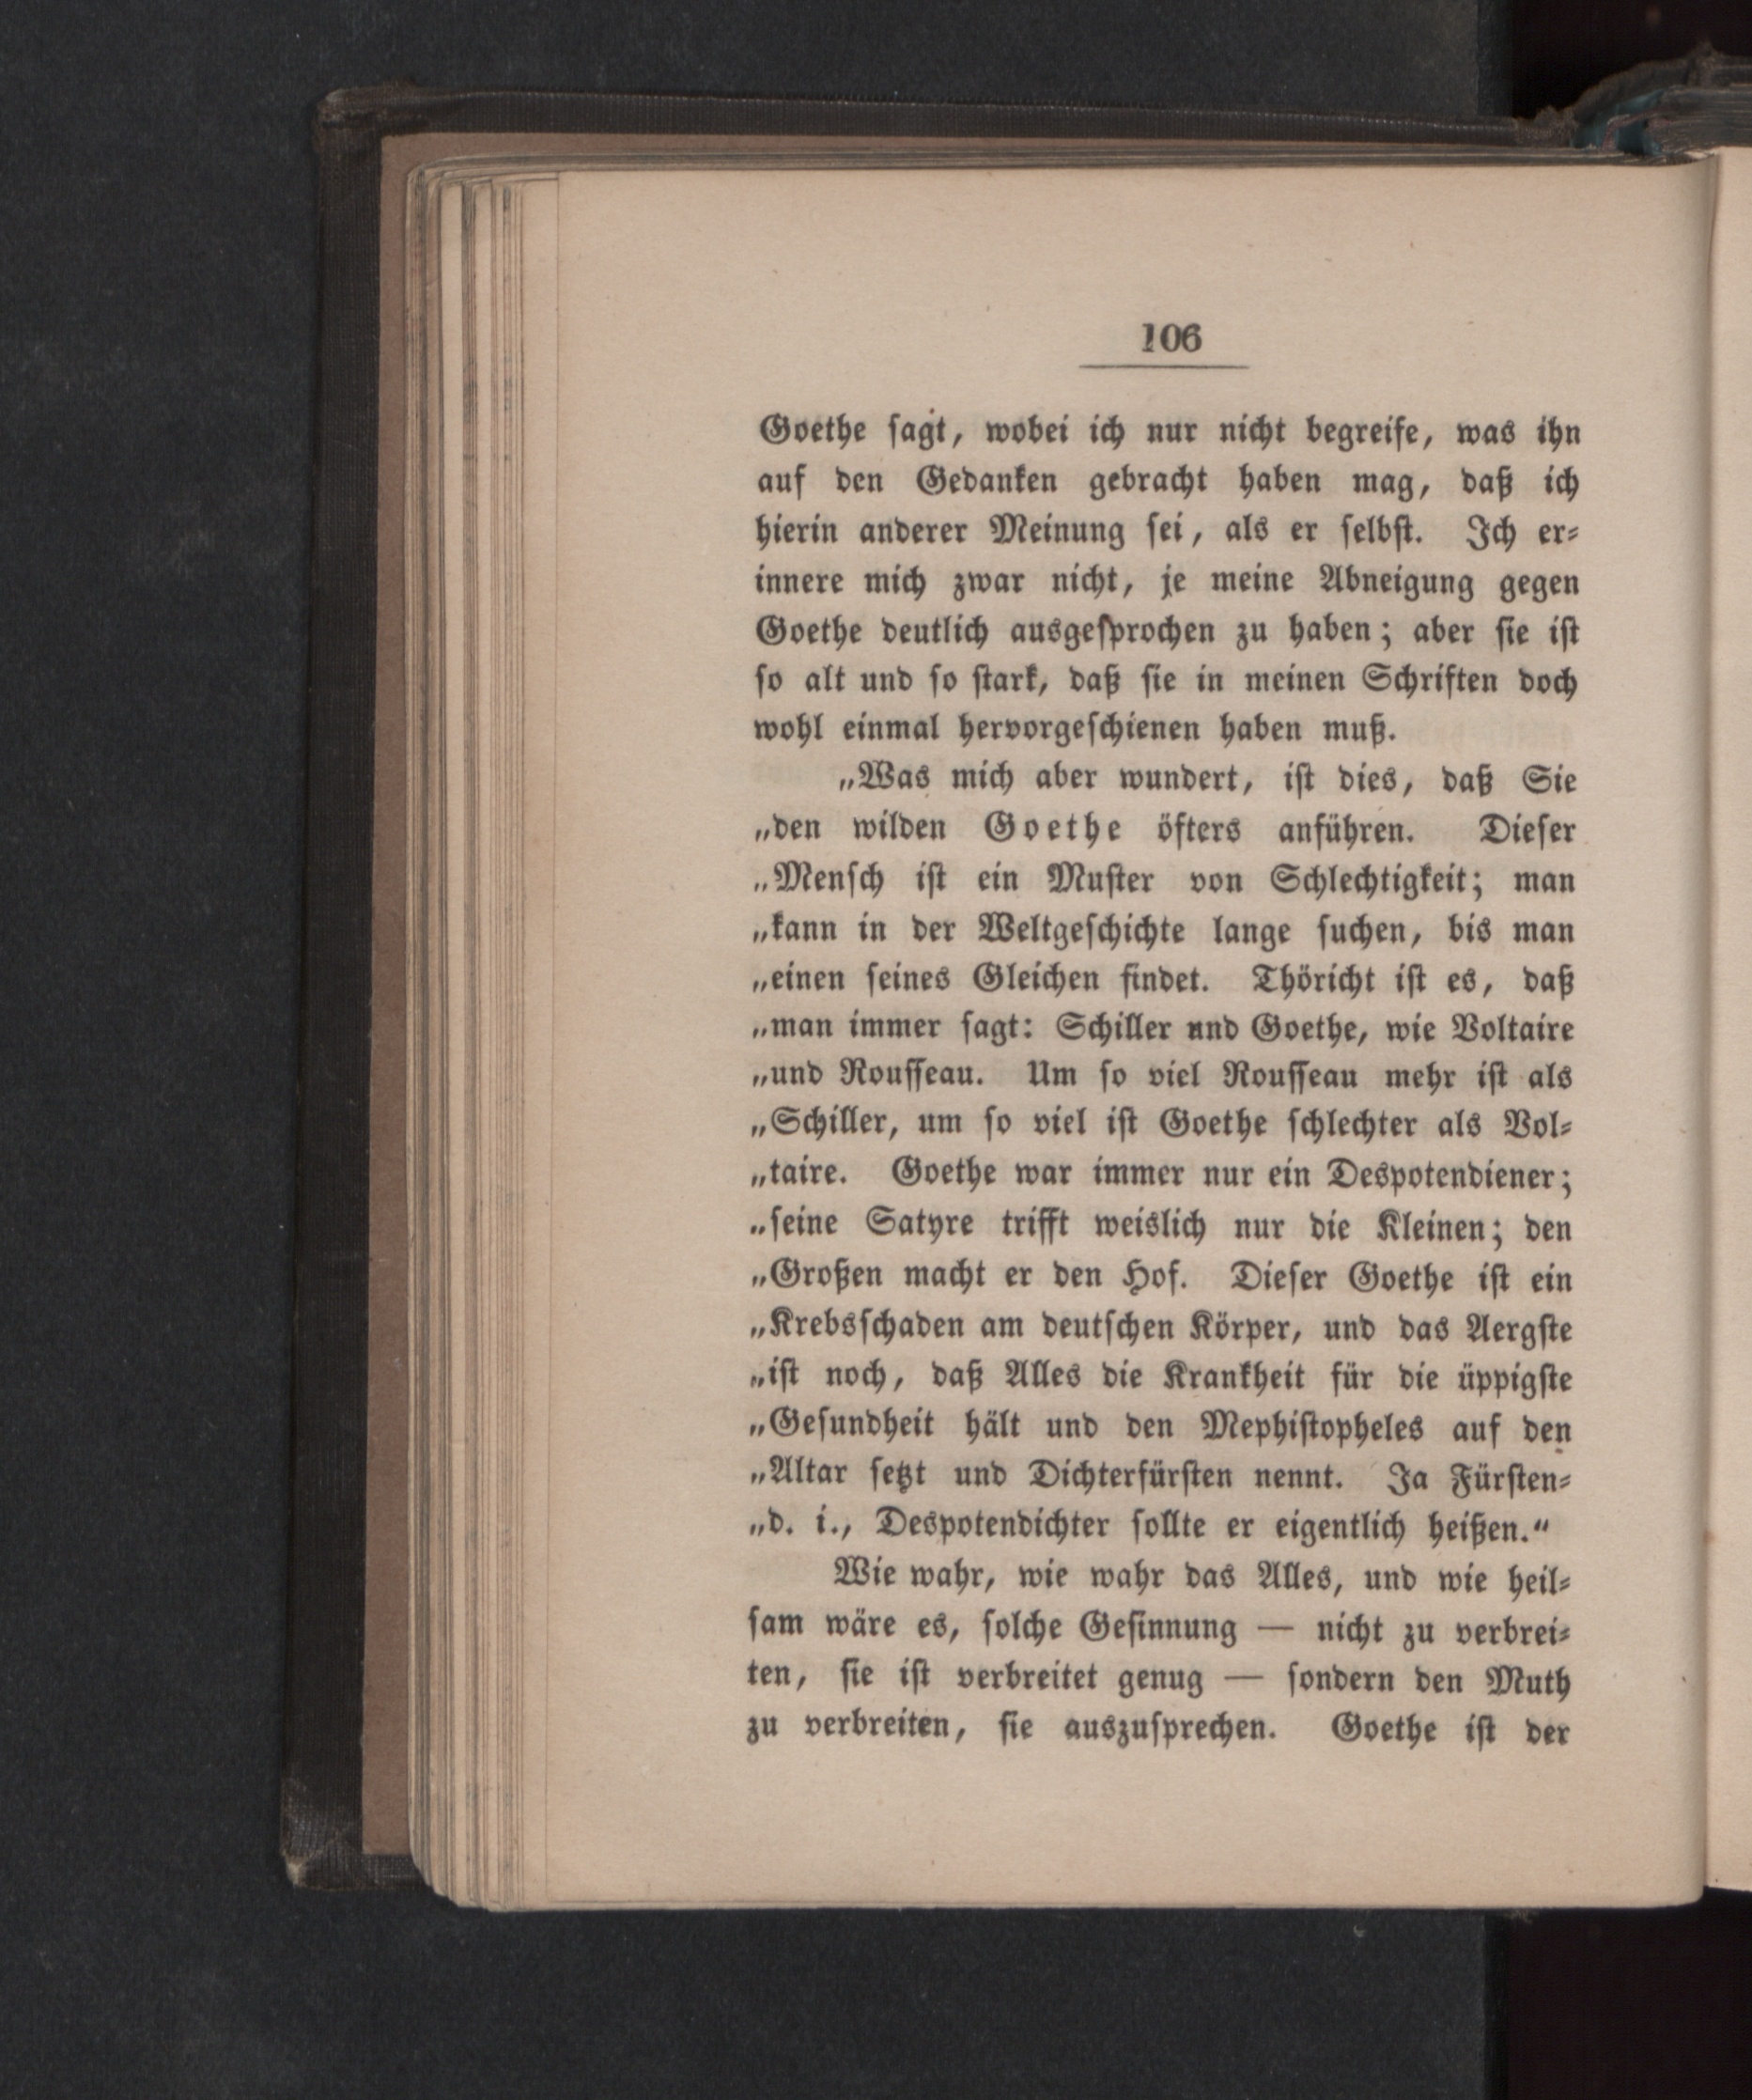 106
Goethe sagt, wobei ich nur nicht begreife, was ihn
auf den Gedanken gebracht haben mag, daß ich
hierin anderer Meinung sei, als er selbst. Ich er⸗
innere mich zwar nicht, je meine Abneigung gegen
Goethe deutlich ausgesprochen zu haben; aber sie ist
so alt und so stark, daß sie in meinen Schriften doch
wohl einmal hervorgeschienen haben muß.
„Was mich aber wundert, ist dies, daß Sie
„den wilden Goethe öfters anführen. Dieser
„Mensch ist ein Muster von Schlechtigkeit; man
„kann in der Weltgeschichte lange suchen, bis man
„einen seines Gleichen findet. Thöricht ist es, daß
„man immer sagt: Schiller und Goethe, wie Voltaire
„und Rousseau. Um so viel Rousseau mehr ist als
„Schiller, um so viel ist Goethe schlechter als Vol⸗
„taire. Goethe war immer nur ein Despotendiener;
„seine Satyre trifft weislich nur die Kleinen; den
„Großen macht er den Hof. Dieser Goethe ist ein
„Krebsschaden am deutschen Körper, und das Aergste
„ist noch, daß Alles die Krankheit für die üppigste
„Gesundheit hält und den Mephistopheles auf den
„Altar setzt und Dichterfürsten nennt. Ja Fürsten⸗
„d. i., Despotendichter sollte er eigentlich heißen.“
Wie wahr, wie wahr das Alles, und wie heil⸗
sam wäre es, solche Gesinnung — nicht zu verbrei⸗
ten, sie ist verbreitet genug — sondern den Muth
zu verbreiten, sie auszusprechen. Goethe ist der